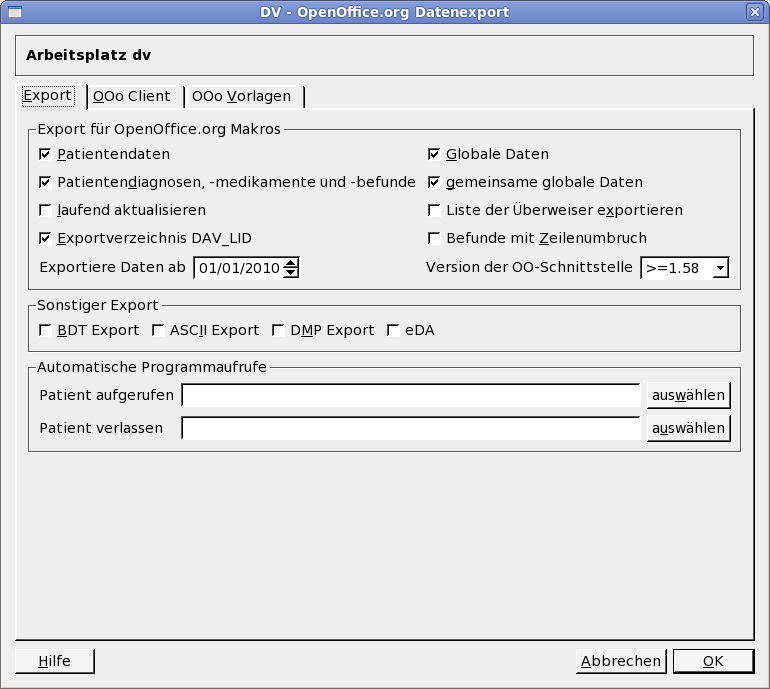 DV - OpenOffice.org Datenexport
Arbeitsplatz dv
Export OOo Client OOo Vorlagen
Export für OpenOffice.org Makros
Patientendaten Globale Daten
Patientendiagnosen, -medikamente und -befunde gemeinsame globale Daten
laufend aktualisieren Liste der Überweiser exportieren
Exportverzeichnis DAV_LID Befunde mit Zeilenumbruch
Exportiere Daten ab 01/01/2010 Version der OO-Schnittstelle >=1.58
Sonstiger Export
BDT Export ASCII Export DMP Export eDA
Automatische Programmaufrufe
Patient aufgerufen auswählen
Patient verlassen auswählen
Hilfe Abbrechen OK